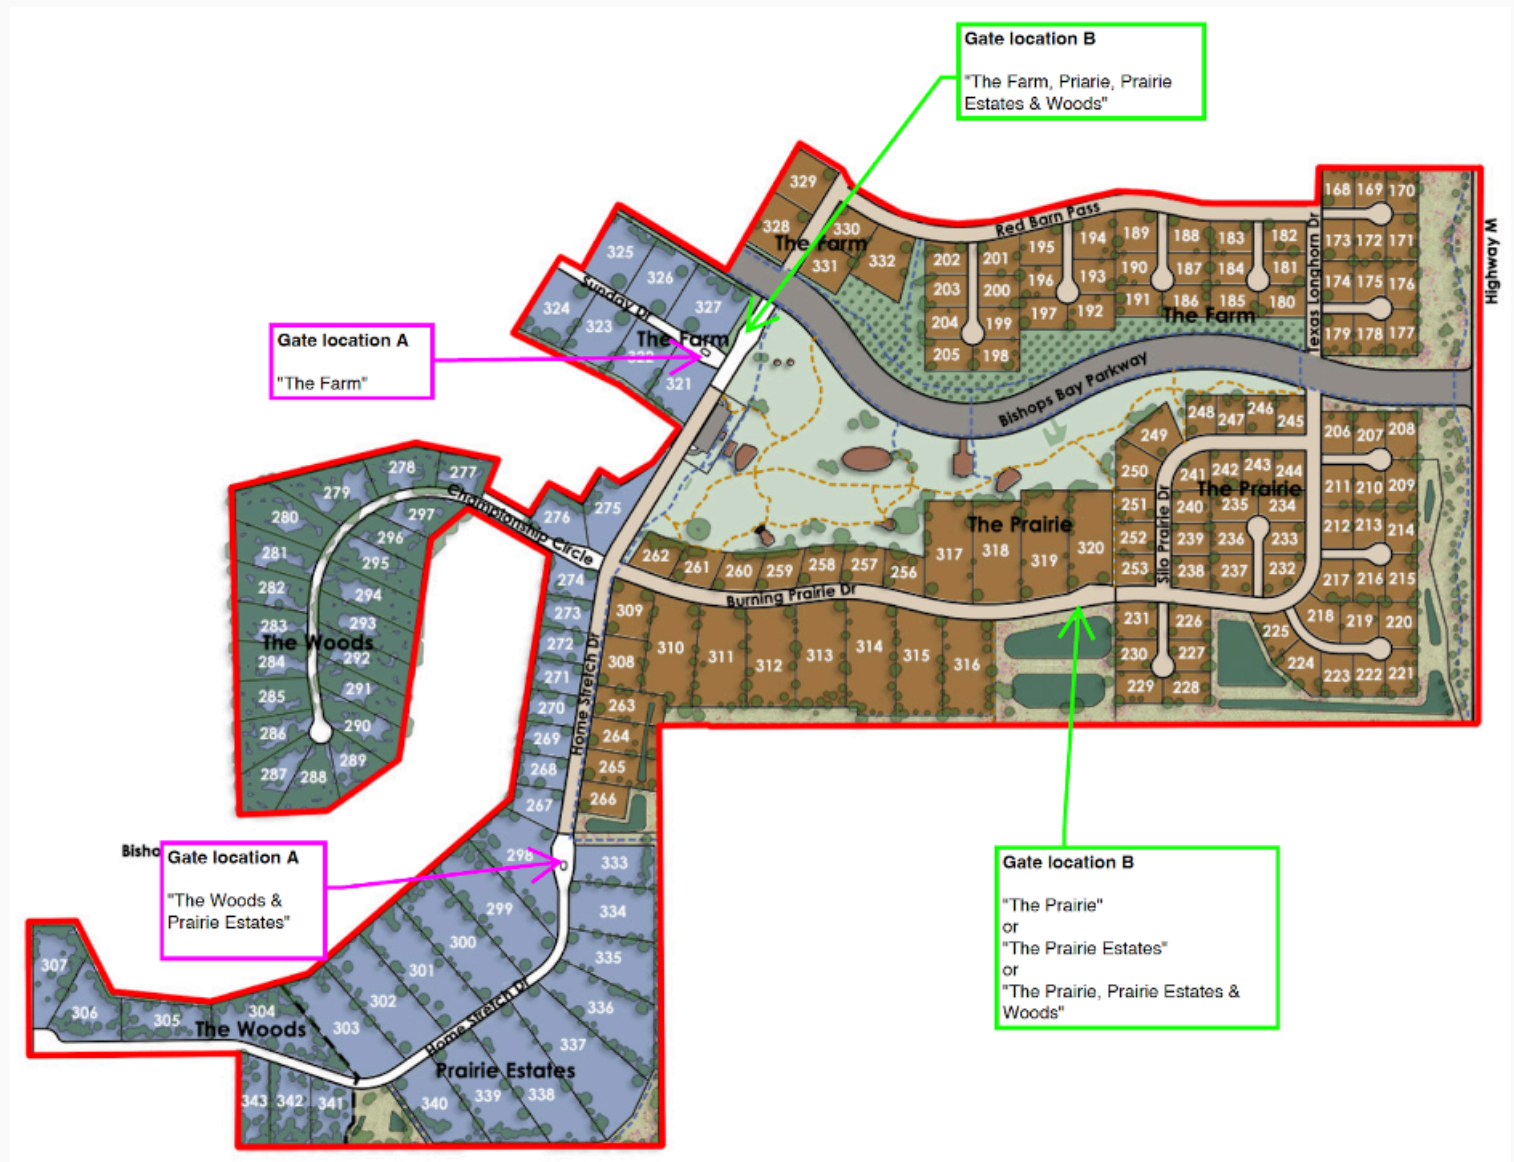 Gate location B
"The Farm, Priarie, Prairie
Estates & Woods"
329
328
330
The Farm
331
332
Red Barn Pass
168 169 170
173 172 171
174 175 176
179 178 177
Texas Longhorn Dr
Highway M
202 201
203 200
204 199
205 198
195 194
196 193
197 192
189 188 183 182
190 187 184 181
191 186 185 180
The Farm
325
326
327
324
323
322
321
Sunday Dr
The Farm
Gate location A
"The Farm"
Bishops Bay Parkway
248 247 246 245
249
250
251
252
253
241 242 243 244
The Prairie
240 235 234
239 236 233
238 237 232
Silo Prairie Dr
206 207 208
211 210 209
212 213 214
217 216 215
218 219 220
225
224
223 222 221
231 226
230 227
229 228
The Prairie
317 318 319 320
262 261 260 259 258 257 256
Burning Prairie Dr
309
310
311
312
313
314
315
316
308
263
264
265
266
Home Stretch Dr
275
276
Championship Circle
274
273
272
271
270
269
268
267
277
278
279
280
281
282
283
284
285
286
287
288
289
290
291
292
293
294
295
296
297
The Woods
Bisho
Gate location A
"The Woods &
Prairie Estates"
298
299
300
301
302
303
333
334
335
336
337
338
339
340
Home Stretch Dr
Prairie Estates
307
306
305
304
The Woods
343 342 341
Gate location B
"The Prairie"
or
"The Prairie Estates"
or
"The Prairie, Prairie Estates &
Woods"